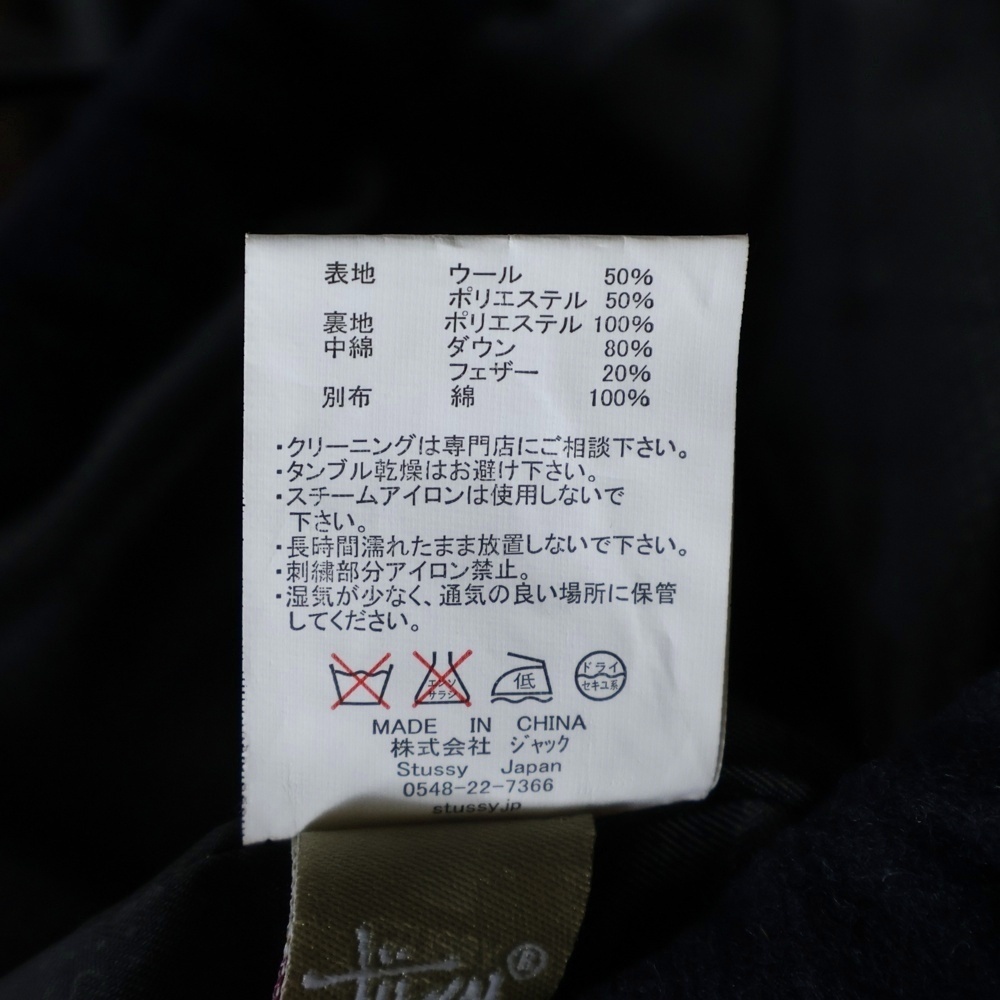 表地 ウール 50%
ポリエステル 50%
裏地 ポリエステル 100%
中綿 ダウン 80%
フェザー 20%
別布 綿 100%
・クリーニングは専門店にご相談下さい。
・タンブル乾燥はお避け下さい。
・スチームアイロンは使用しないで
下さい。
・長時間濡れたまま放置しないで下さい。
・刺繍部分アイロン禁止。
・湿気が少なく、通気の良い場所に保管
してください。
エンソ
サラシ
低
ドライ
セキユ系
MADE IN CHINA
株式会社 ジャック
Stussy Japan
0548-22-7366
stussy.jp
®